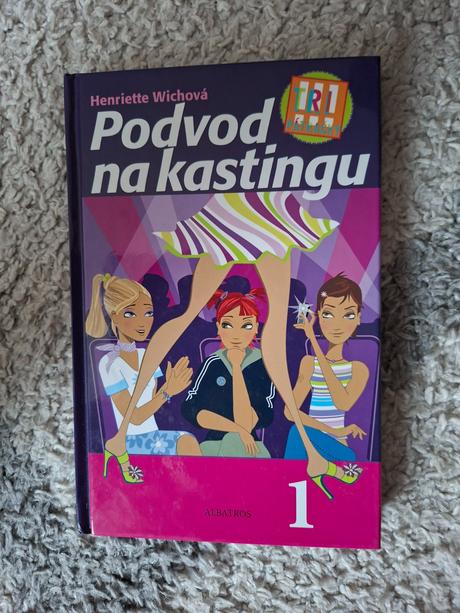 Henriette Wichová
Podvod
na kastingu
TŘI
!!!
ALBATROS
1